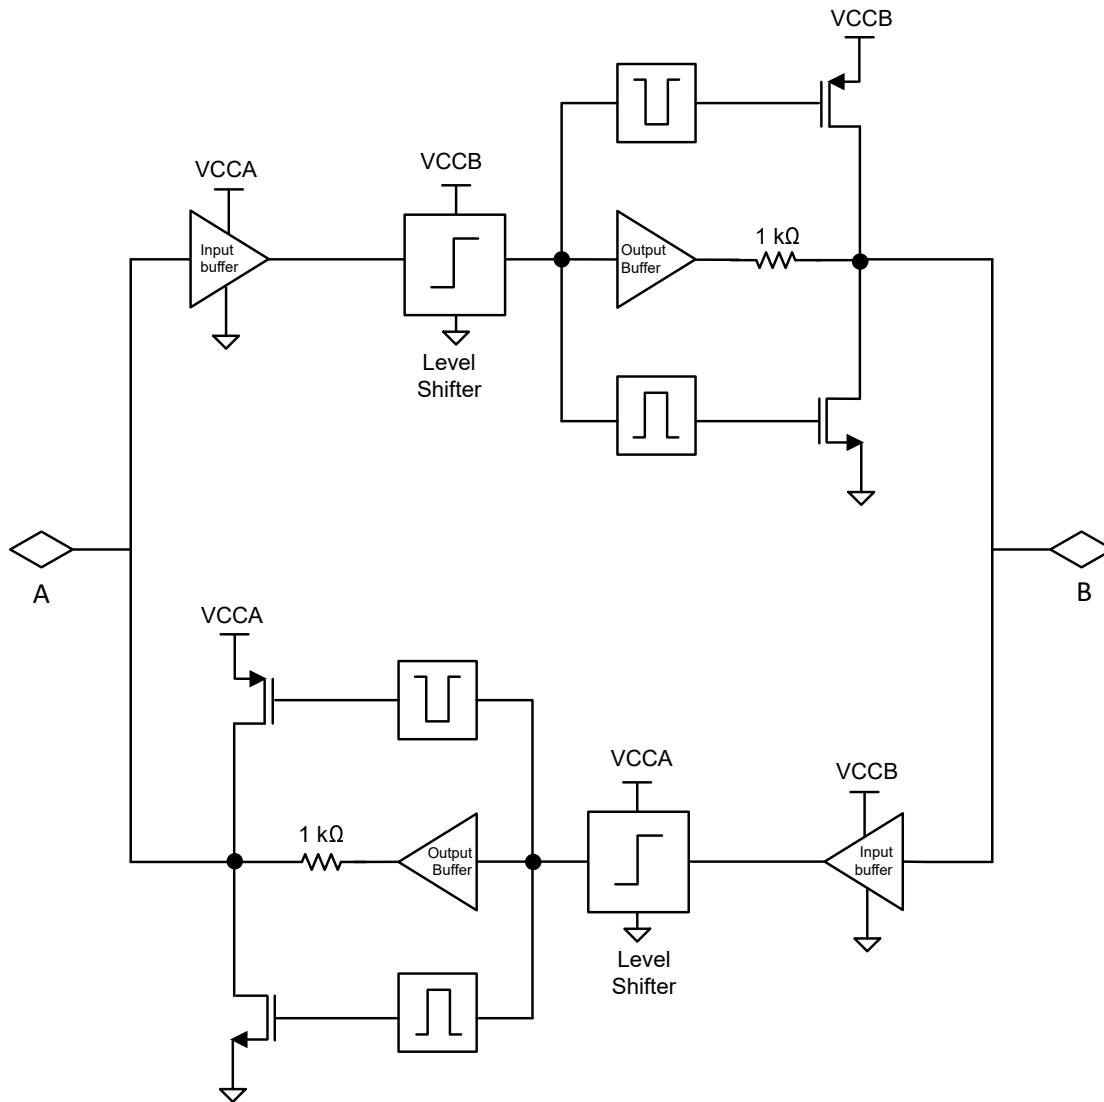 VCCB
VCCA
VCCB
Input
buffer
Output
Buffer
1 kΩ
Level
Shifter
A
B
VCCA
VCCA
VCCB
1 kΩ
Output
Buffer
Input
buffer
Level
Shifter